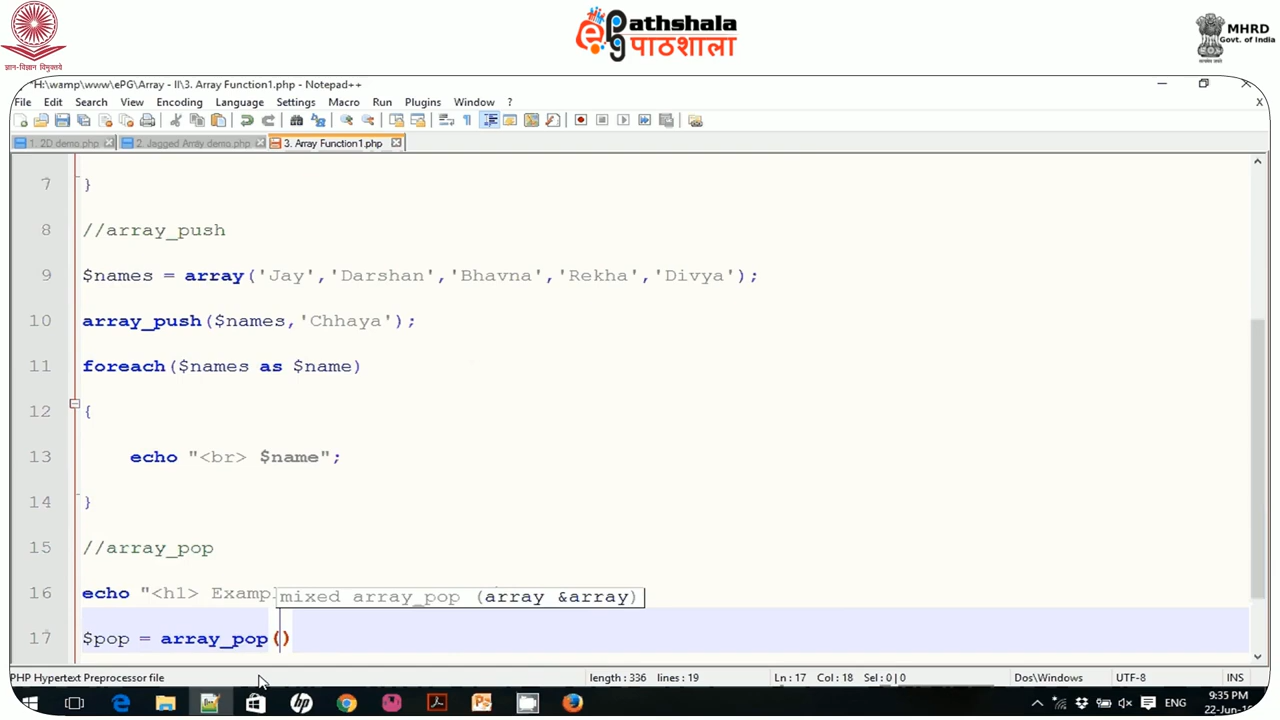 ज्ञान-विज्ञान विमुक्तये
Pathshala
पाठशाला
MHRD
Govt. of India
*H:\wamp\www\ePG\Array - II\3. Array Function1.php - Notepad++
File Edit Search View Encoding Language Settings Macro Run Plugins Window ? X
1. 2D demo.php 2. Jagged Array demo.php 3. Array Function1.php
7 }
8 //array_push
9 $names = array('Jay','Darshan','Bhavna','Rekha','Divya');
10 array_push($names,'Chhaya');
11 foreach($names as $name)
12 {
13 echo "<br> $name";
14 }
15 //array_pop
16 echo "<h1> Exampl
mixed array_pop (array &array)
17 $pop = array_pop()
PHP Hypertext Preprocessor file length : 336 lines : 19 Ln : 17 Col : 18 Sel : 0 | 0 Dos\Windows UTF-8 INS
ENG 9:35 PM